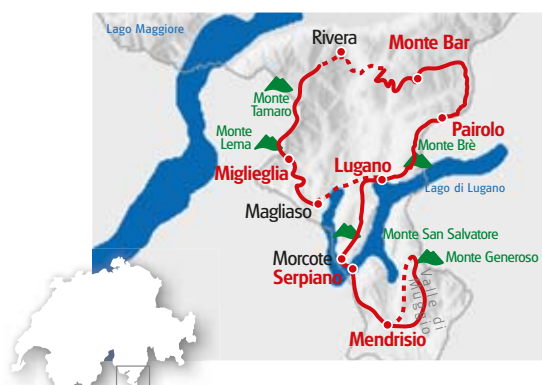 Lago Maggiore
Rivera
Monte Bar
Monte
Tamaro
Monte
Lema
Pairolo
Monte Brè
Miglieglia
Lugano
Lago di Lugano
Magliaso
Monte San Salvatore
Morcote
Monte Generoso
Serpiano
Valle di
Muggio
Mendrisio